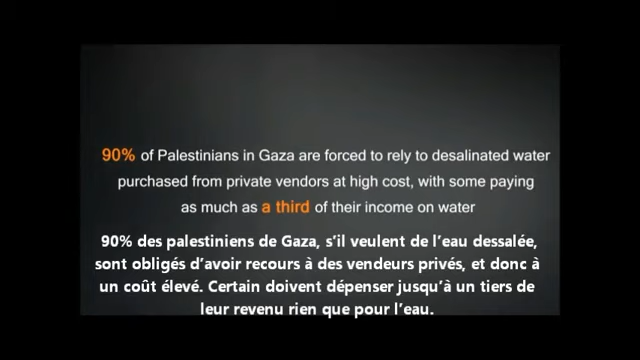 90% of Palestinians in Gaza are forced to rely to desalinated water
purchased from private vendors at high cost, with some paying
as much as a third of their income on water
90% des palestiniens de Gaza, s'il veulent de l'eau dessalée,
sont obligés d'avoir recours à des vendeurs privés, et donc à
un coût élevé. Certain doivent dépenser jusqu'à un tiers de
leur revenu rien que pour l'eau.